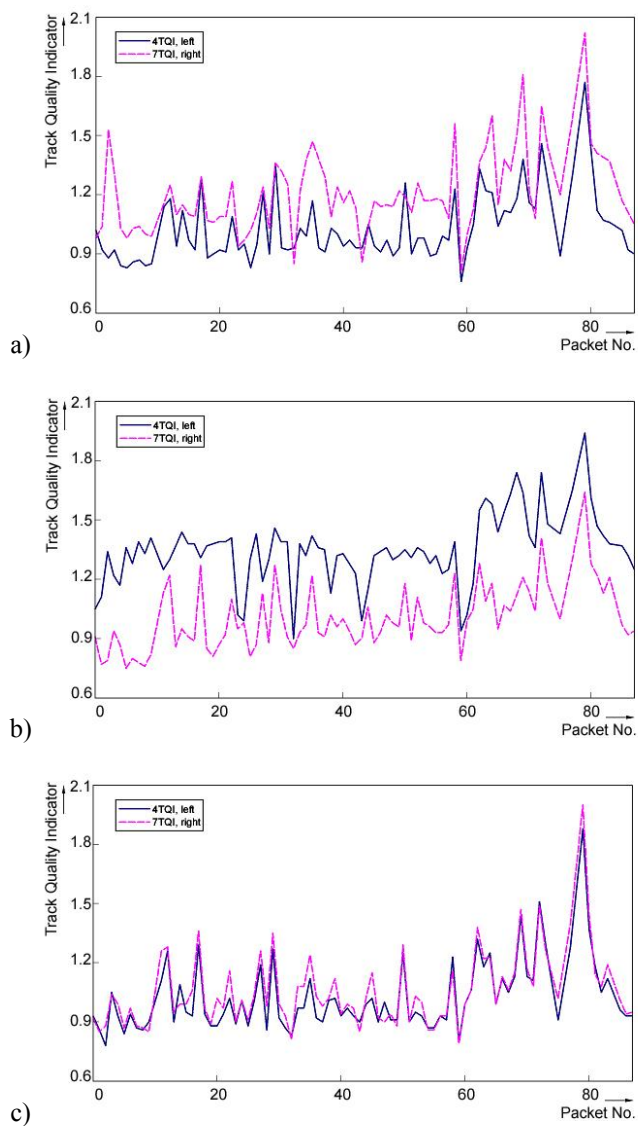 2.1
1.8
1.5
1.2
0.9
0.6
Track Quality Indicator
4TQI, left
7TQI, right
0 20 40 60 80
Packet No.
a)
2.1
1.8
1.5
1.2
0.9
0.6
Track Quality Indicator
4TQI, left
7TQI, right
0 20 40 60 80
Packet No.
b)
2.1
1.8
1.5
1.2
0.9
0.6
Track Quality Indicator
4TQI, left
7TQI, right
0 20 40 60 80
Packet No.
c)